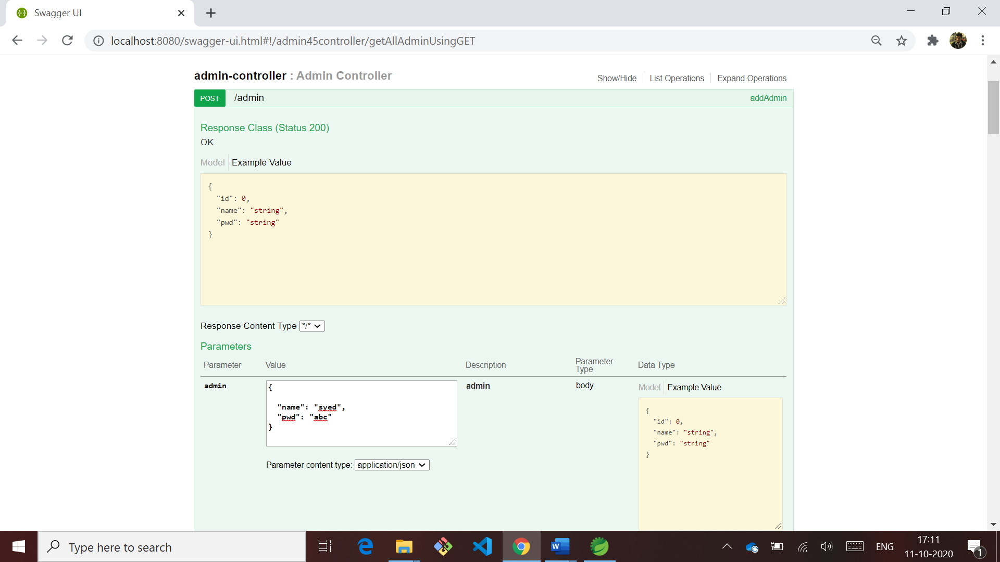 Swagger UI
localhost:8080/swagger-ui.html#!/admin45controller/getAllAdminUsingGET
admin-controller : Admin Controller
Show/Hide List Operations Expand Operations
POST /admin addAdmin
Response Class (Status 200)
OK
Model Example Value
{
"id": 0,
"name": "string",
"pwd": "string"
}
Response Content Type */*
Parameters
Parameter Value Description Parameter Type Data Type
admin
{
"name": "syed",
"pwd": "abc"
}
Parameter content type: application/json
admin
body
Model Example Value
{
"id": 0,
"name": "string",
"pwd": "string"
}
Type here to search
ENG
17:11
11-10-2020
1